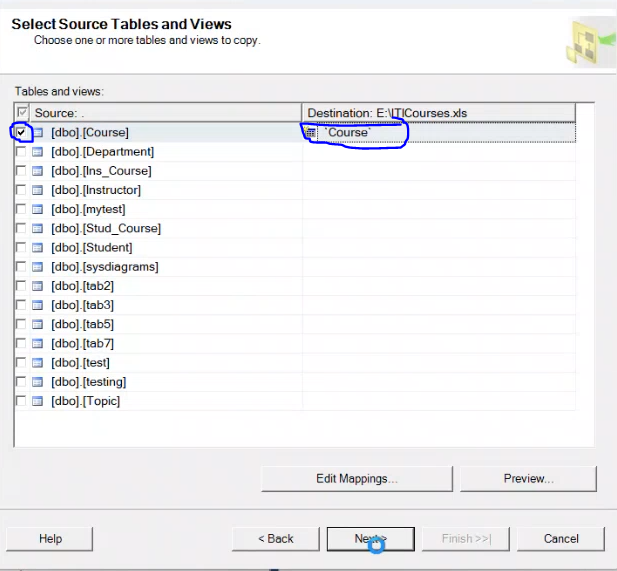 Select Source Tables and Views
Choose one or more tables and views to copy.
Tables and views:
Source: . Destination: E:\ITICourses.xls
[dbo].[Course] `Course`
[dbo].[Department]
[dbo].[Ins_Course]
[dbo].[Instructor]
[dbo].[mytest]
[dbo].[Stud_Course]
[dbo].[Student]
[dbo].[sysdiagrams]
[dbo].[tab2]
[dbo].[tab3]
[dbo].[tab5]
[dbo].[tab7]
[dbo].[test]
[dbo].[testing]
[dbo].[Topic]
Edit Mappings... Preview...
Help < Back Next > Finish >>| Cancel